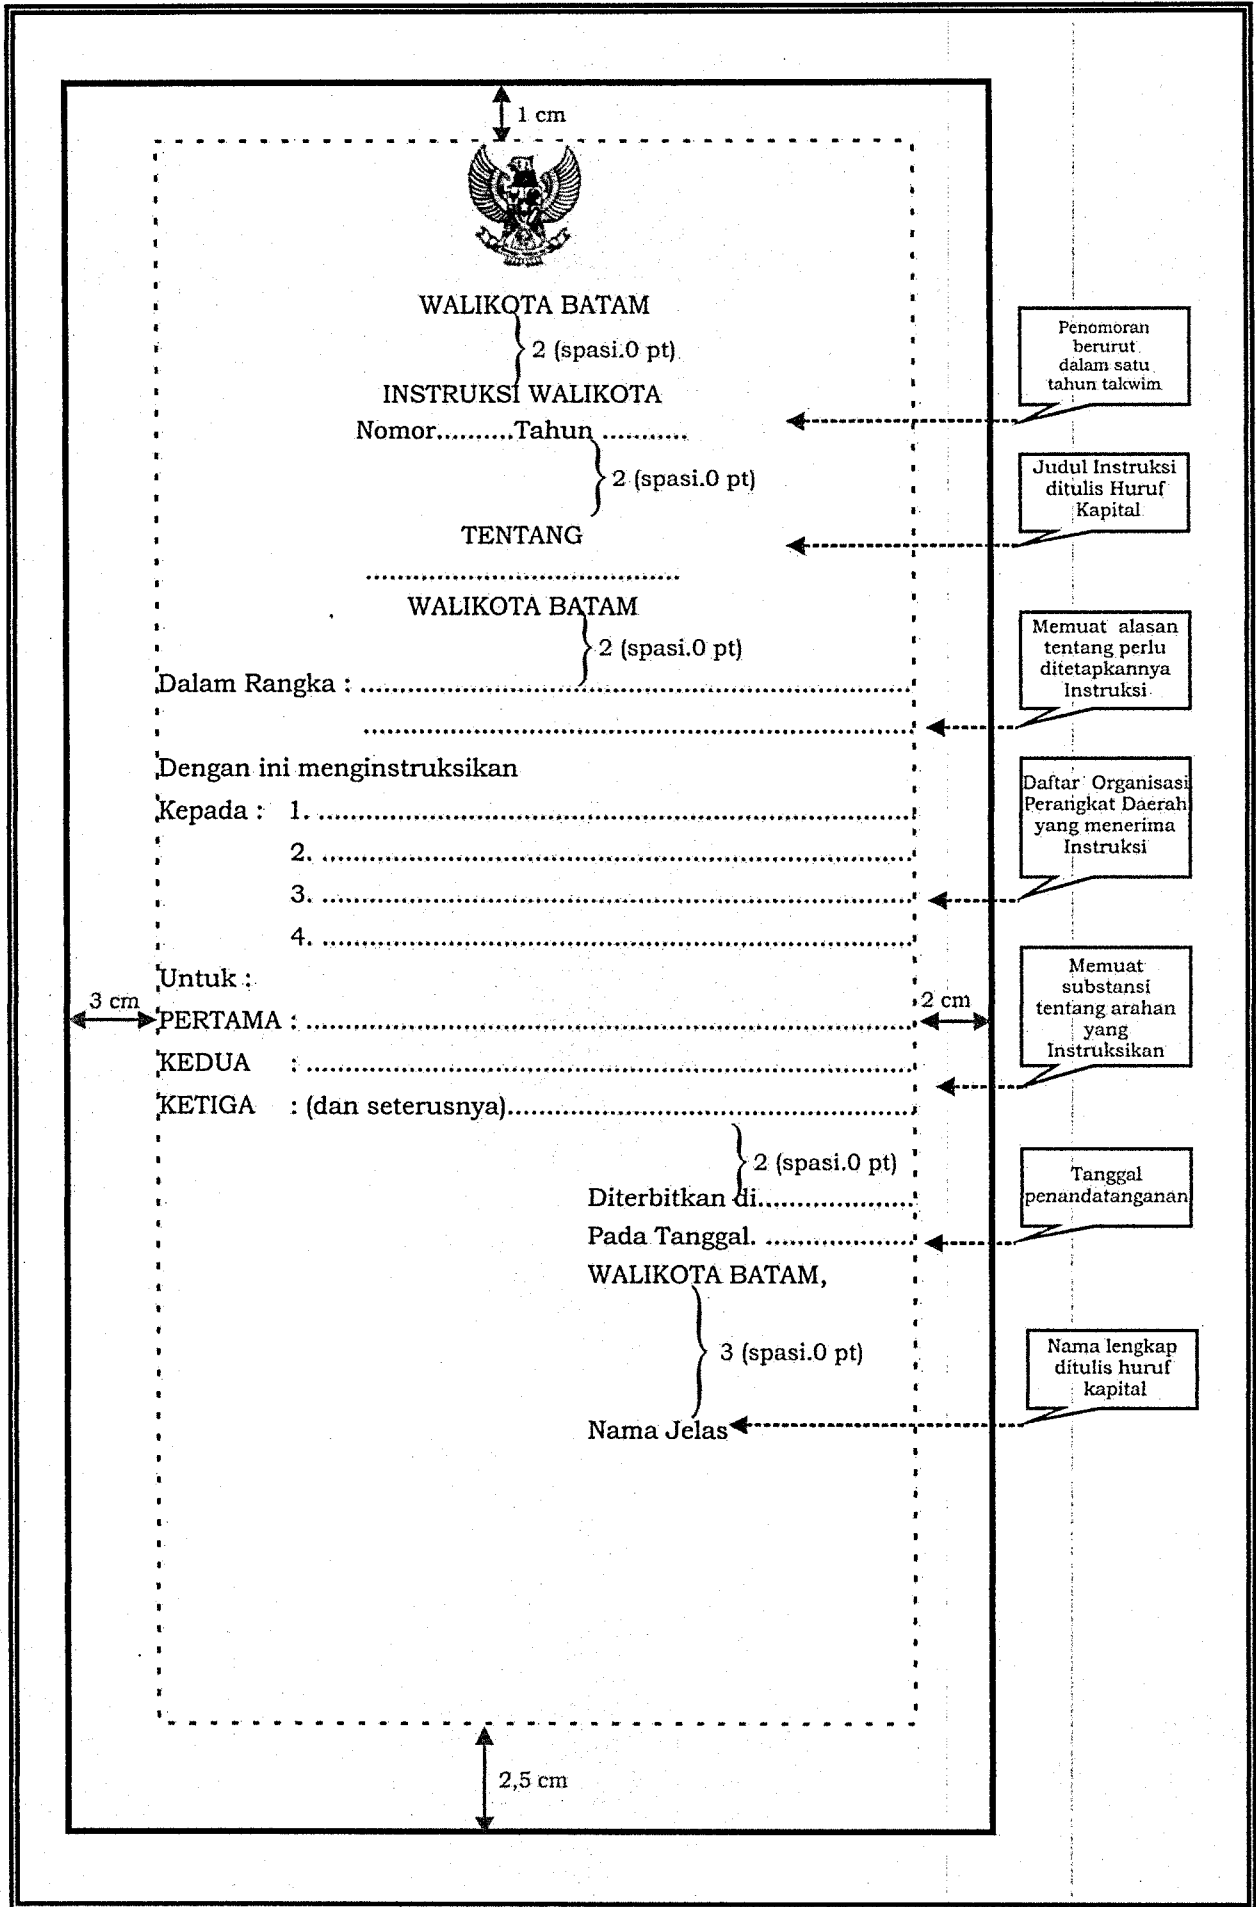 1 cm
WALIKOTA BATAM
2 (spasi.0 pt)
INSTRUKSI WALIKOTA
Nomor..........Tahun ...........
2 (spasi.0 pt)
TENTANG
........................................
WALIKOTA BATAM
2 (spasi.0 pt)
Dalam Rangka : ................................................................
................................................................
Dengan ini menginstruksikan
Kepada : 1. ................................................................
2. ................................................................
3. ................................................................
4. ................................................................
Untuk :
3 cm
2 cm
PERTAMA : ................................................................
KEDUA : ................................................................
KETIGA : (dan seterusnya)................................................
2 (spasi.0 pt)
Diterbitkan di......................
Pada Tanggal. .....................
WALIKOTA BATAM,
3 (spasi.0 pt)
Nama Jelas
2,5 cm
Penomoran
berurut
dalam satu
tahun takwim
Judul Instruksi
ditulis Huruf
Kapital
Memuat alasan
tentang perlu
ditetapkannya
Instruksi
Daftar Organisasi
Perangkat Daerah
yang menerima
Instruksi
Memuat
substansi
tentang arahan
yang
Instruksikan
Tanggal
penandatanganan
Nama lengkap
ditulis huruf
kapital